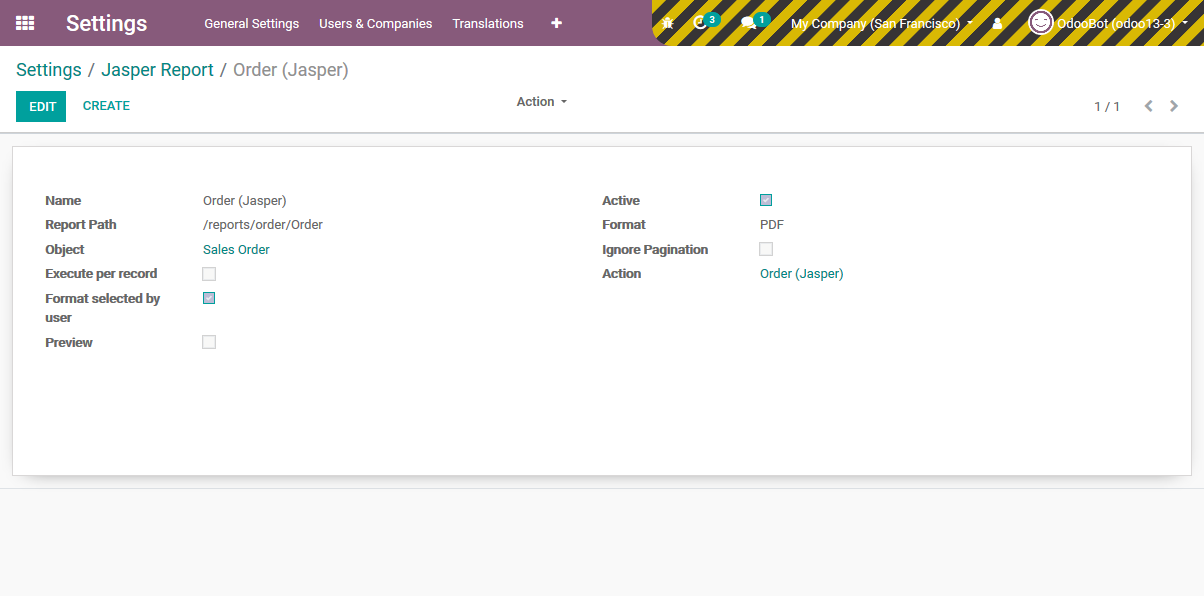 Settings General Settings Users & Companies Translations 3 1 My Company (San Francisco) OdooBot (odoo13-3)
Settings / Jasper Report / Order (Jasper)
EDIT CREATE Action 1 / 1
Name Order (Jasper) Active
Report Path /reports/order/Order Format PDF
Object Sales Order Ignore Pagination
Execute per record Action Order (Jasper)
Format selected by
user
Preview